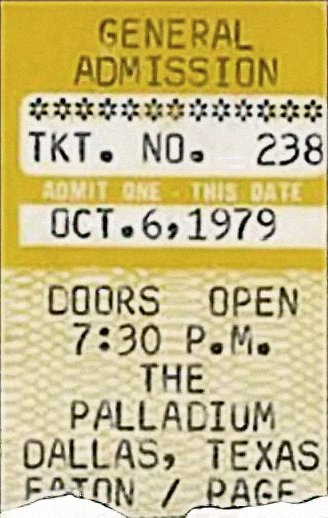 GENERAL
ADMISSION
✲✲✲✲✲✲✲✲✲✲✲✲✲
TKT. NO. 238
ADMIT ONE - THIS DATE
OCT.6,1979
DOORS OPEN
7:30 P.M.
THE
PALLADIUM
DALLAS, TEXAS
EATON / PAGE